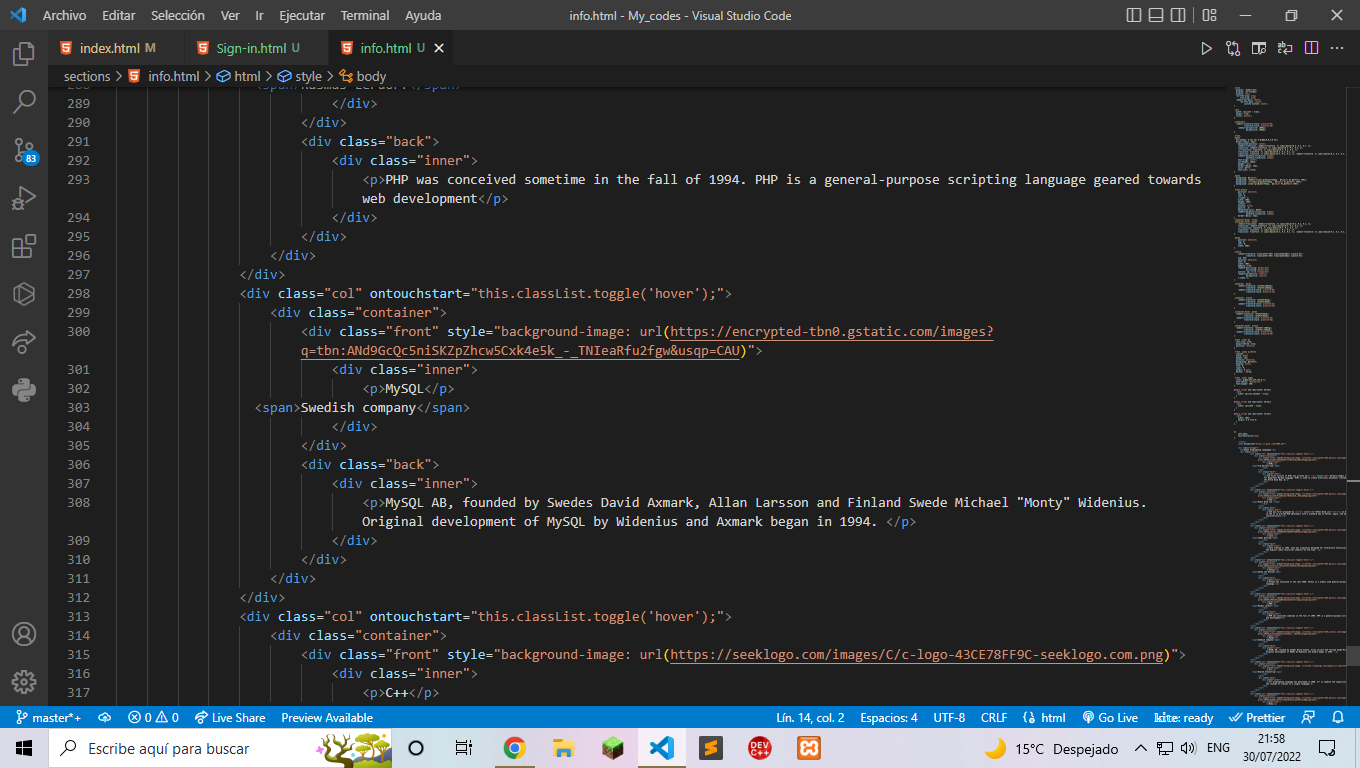 Archivo Editar Selección Ver Ir Ejecutar Terminal Ayuda info.html - My_codes - Visual Studio Code
index.html M Sign-in.html U info.html U
sections > info.html > html > style > body
289 </div>
290 </div>
291 <div class="back">
292 <div class="inner">
293 <p>PHP was conceived sometime in the fall of 1994. PHP is a general-purpose scripting language geared towards
web development</p>
294 </div>
295 </div>
296 </div>
297 </div>
298 <div class="col" ontouchstart="this.classList.toggle('hover');">
299 <div class="container">
300 <div class="front" style="background-image: url(https://encrypted-tbn0.gstatic.com/images?
q=tbn:ANd9GcQc5niSKZpZhcw5Cxk4e5k_-_TNIeaRfu2fgw&usqp=CAU)">
301 <div class="inner">
302 <p>MySQL</p>
303 <span>Swedish company</span>
304 </div>
305 </div>
306 <div class="back">
307 <div class="inner">
308 <p>MySQL AB, founded by Swedes David Axmark, Allan Larsson and Finland Swede Michael "Monty" Widenius.
Original development of MySQL by Widenius and Axmark began in 1994. </p>
309 </div>
310 </div>
311 </div>
312 </div>
313 <div class="col" ontouchstart="this.classList.toggle('hover');">
314 <div class="container">
315 <div class="front" style="background-image: url(https://seeklogo.com/images/C/c-logo-43CE78FF9C-seeklogo.com.png)">
316 <div class="inner">
317 <p>C++</p>
83
master*+ 0 0 Live Share Preview Available Lín. 14, col. 2 Espacios: 4 UTF-8 CRLF html Go Live kite: ready Prettier
Escribe aquí para buscar DEV C++ 15°C Despejado ENG 21:58
30/07/2022